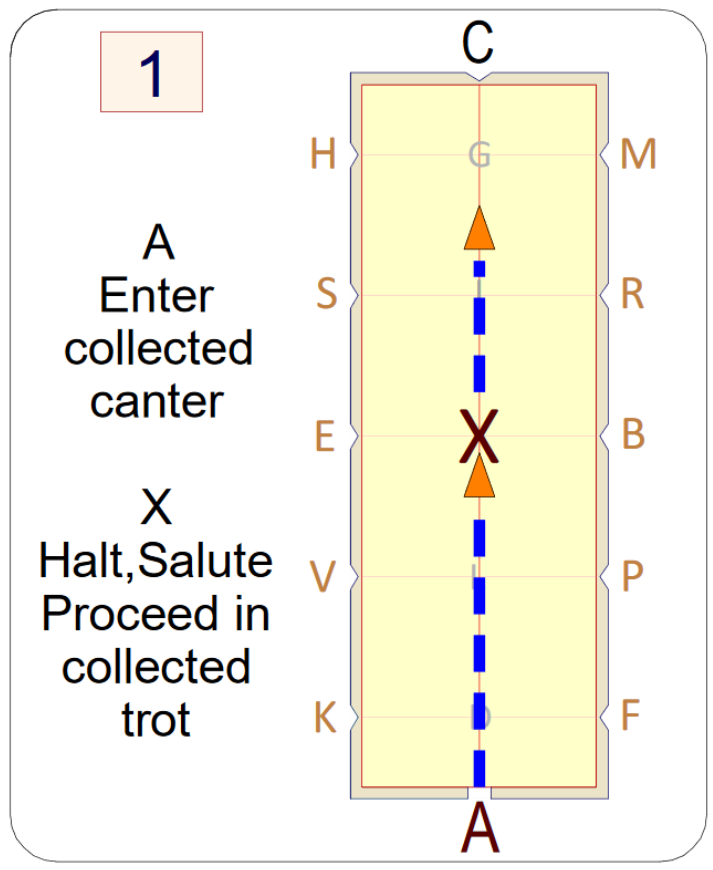 1
A
Enter
collected
canter
X
Halt,Salute
Proceed in
collected
trot
C
H G M
S I R
E X B
V L P
K D F
A